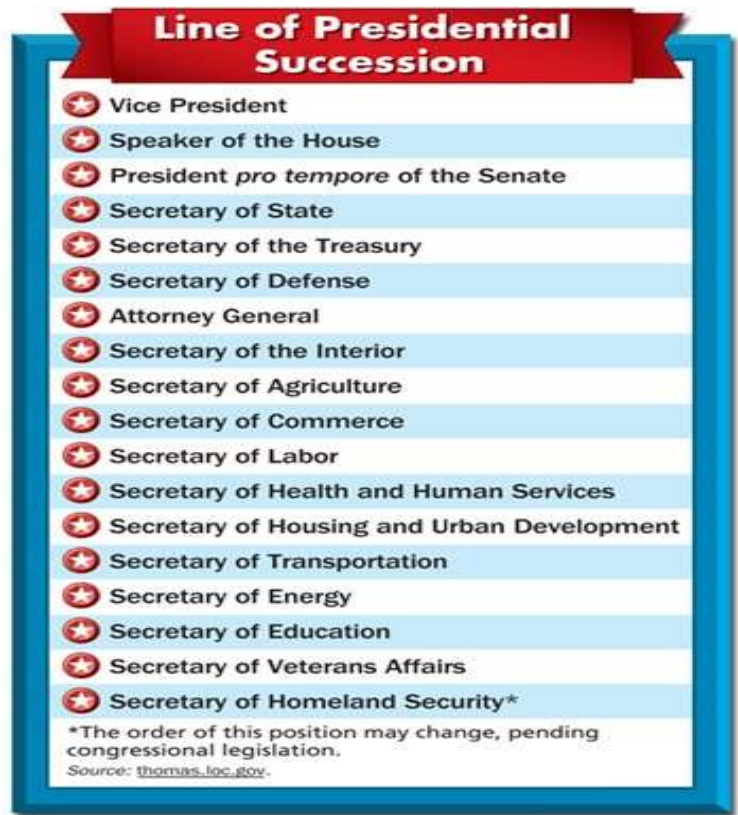 Line of Presidential
Succession
Vice President
Speaker of the House
President pro tempore of the Senate
Secretary of State
Secretary of the Treasury
Secretary of Defense
Attorney General
Secretary of the Interior
Secretary of Agriculture
Secretary of Commerce
Secretary of Labor
Secretary of Health and Human Services
Secretary of Housing and Urban Development
Secretary of Transportation
Secretary of Energy
Secretary of Education
Secretary of Veterans Affairs
Secretary of Homeland Security*
*The order of this position may change, pending
congressional legislation.
Source: thomas.loc.gov.